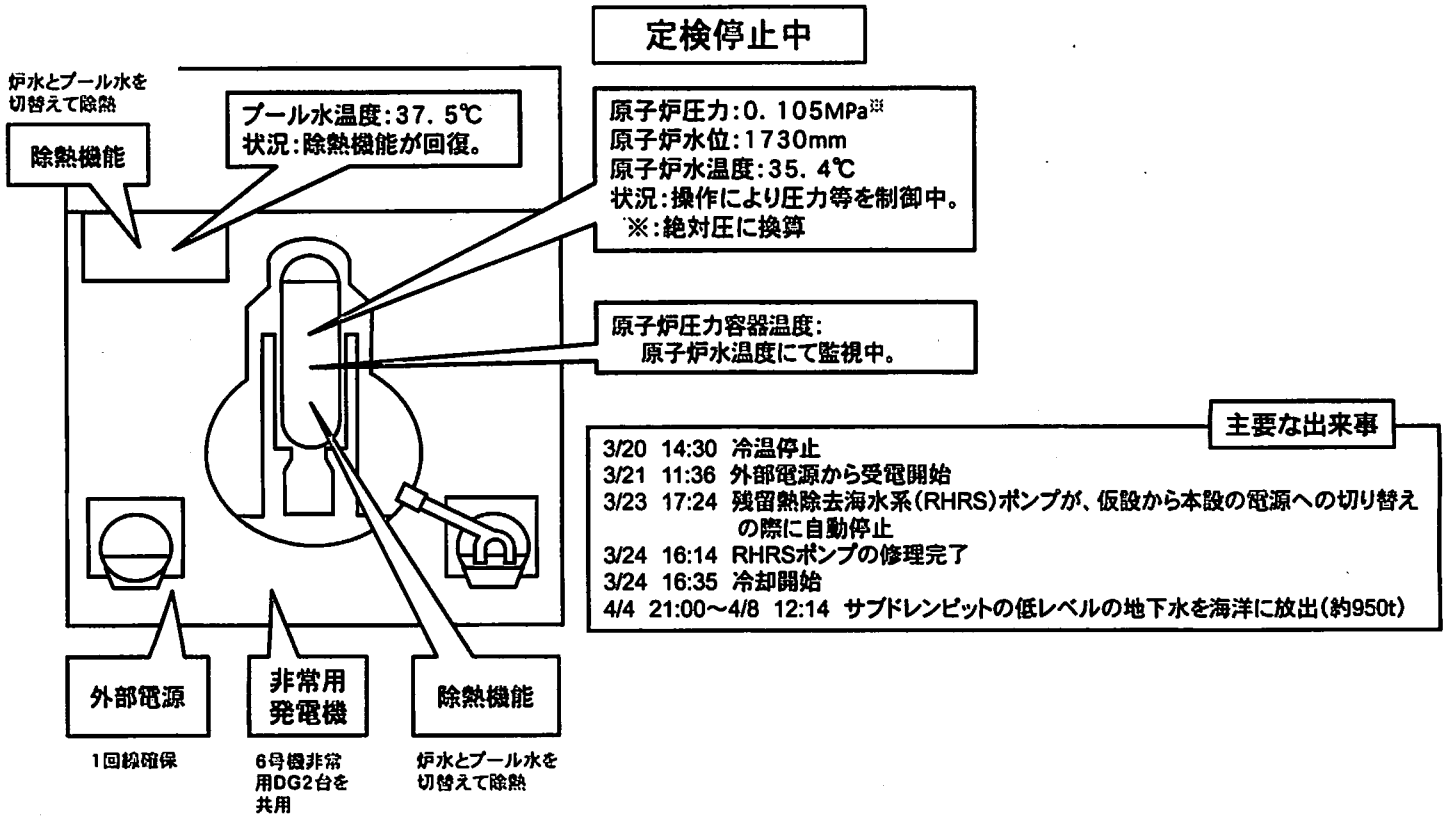 定検停止中
炉水とプール水を
切替えて除熱
除熱機能
プール水温度:37. 5℃
状況:除熱機能が回復。
原子炉圧力:0. 105MPa※
原子炉水位:1730mm
原子炉水温度:35. 4℃
状況:操作により圧力等を制御中。
※:絶対圧に換算
原子炉圧力容器温度:
原子炉水温度にて監視中。
主要な出来事
3/20 14:30 冷温停止
3/21 11:36 外部電源から受電開始
3/23 17:24 残留熱除去海水系(RHRS)ポンプが、仮設から本設の電源への切り替え
の際に自動停止
3/24 16:14 RHRSポンプの修理完了
3/24 16:35 冷却開始
4/4 21:00~4/8 12:14 サブドレンピットの低レベルの地下水を海洋に放出(約950t)
外部電源
1回線確保
非常用
発電機
6号機非常
用DG2台を
共用
除熱機能
炉水とプール水を
切替えて除熱